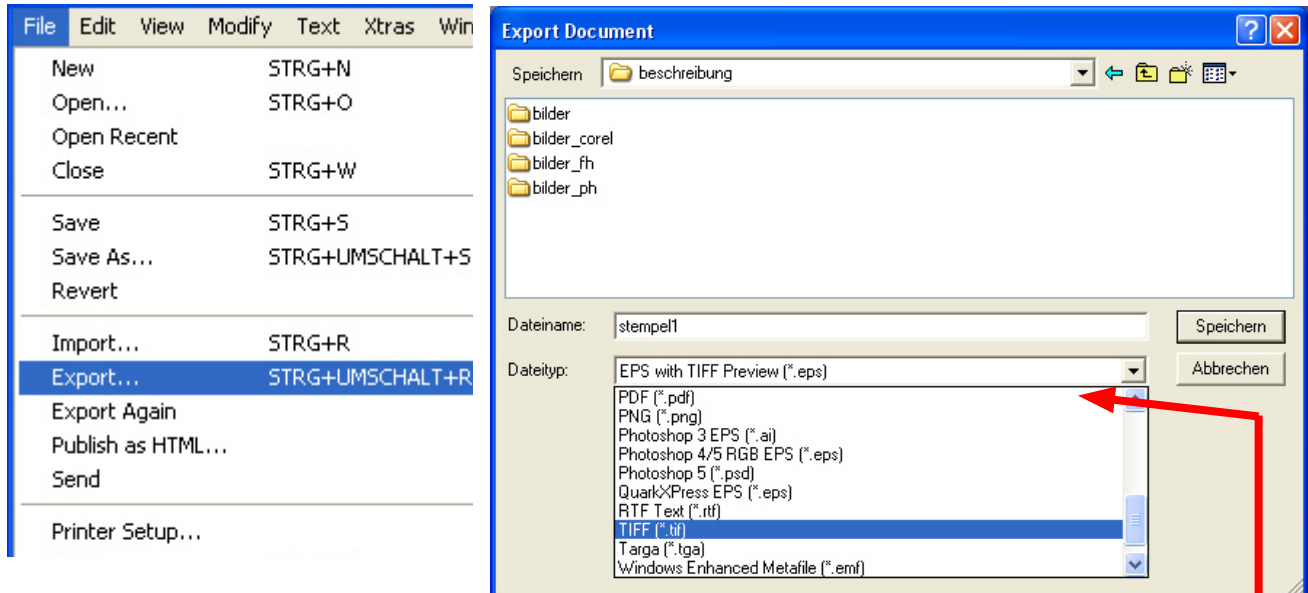 File Edit View Modify Text Xtras Win
New STRG+N
Open... STRG+O
Open Recent
Close STRG+W
Save STRG+S
Save As... STRG+UMSCHALT+S
Revert
Import... STRG+R
Export... STRG+UMSCHALT+R
Export Again
Publish as HTML...
Send
Printer Setup...
Export Document
Speichern beschreibung
bilder
bilder_corel
bilder_fh
bilder_ph
Dateiname: stempel1 Speichern
Dateityp: EPS with TIFF Preview (*.eps) Abbrechen
PDF (*.pdf)
PNG (*.png)
Photoshop 3 EPS (*.ai)
Photoshop 4/5 RGB EPS (*.eps)
Photoshop 5 (*.psd)
QuarkXPress EPS (*.eps)
RTF Text (*.rtf)
TIFF (*.tif)
Targa (*.tga)
Windows Enhanced Metafile (*.emf)